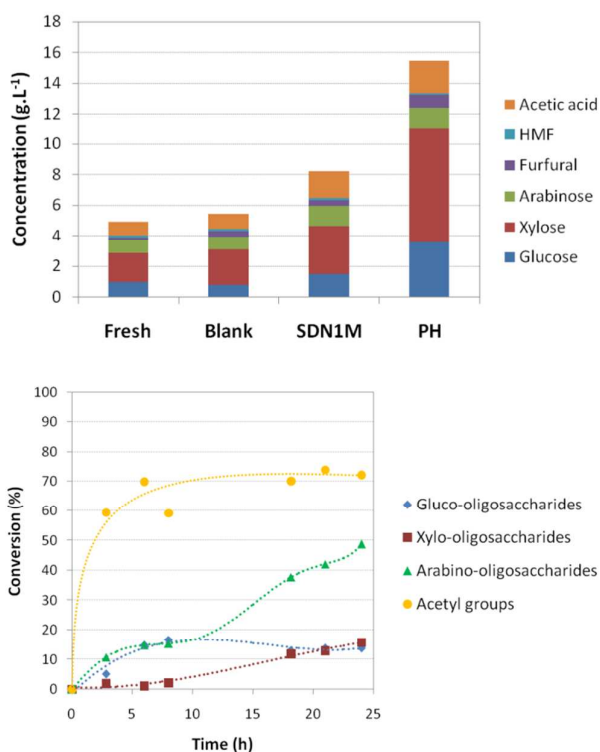 18
16
14
12
10
8
6
4
2
0
Concentration (g.L-1)
Fresh
Blank
SDN1M
PH
Acetic acid
HMF
Furfural
Arabinose
Xylose
Glucose
100
90
80
70
60
50
40
30
20
10
0
Conversion (%)
0
5
10
15
20
25
Time (h)
Gluco-oligosaccharides
Xylo-oligosaccharides
Arabino-oligosaccharides
Acetyl groups